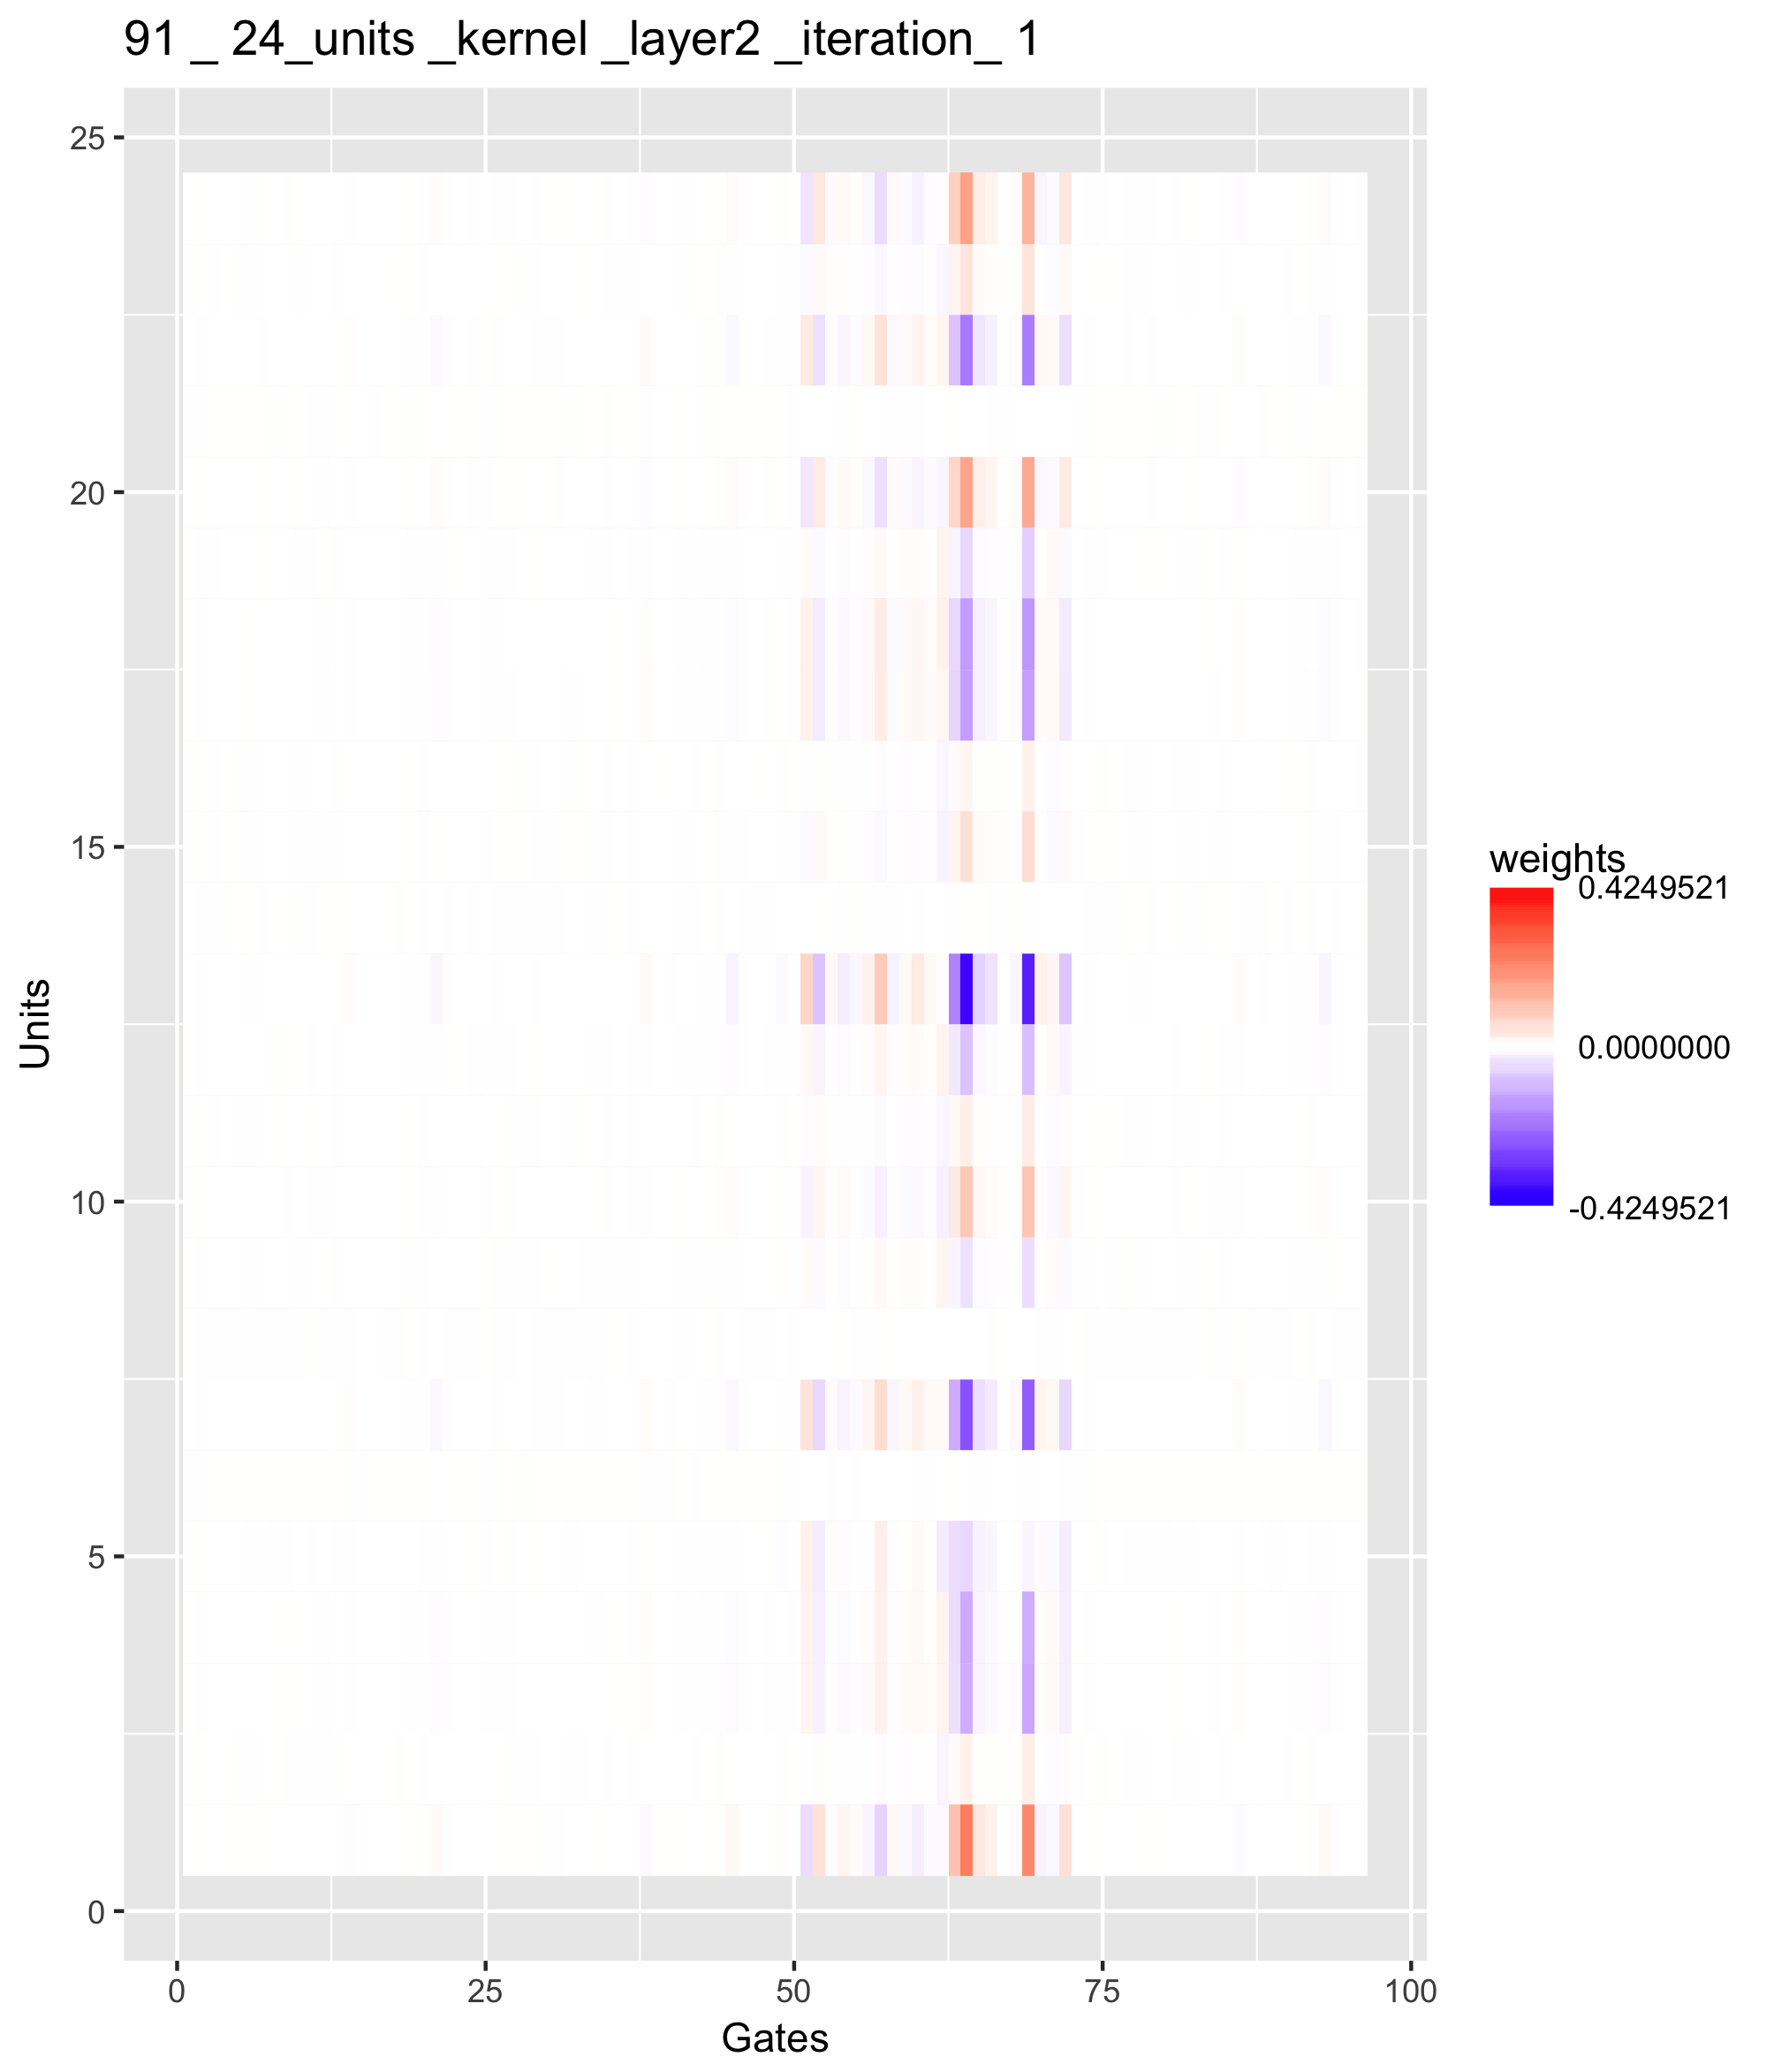 91 _ 24_units _kernel _layer2 _iteration_ 1
25
20
15
10
5
0
Units
0 25 50 75 100
Gates
weights
0.4249521
0.0000000
-0.4249521